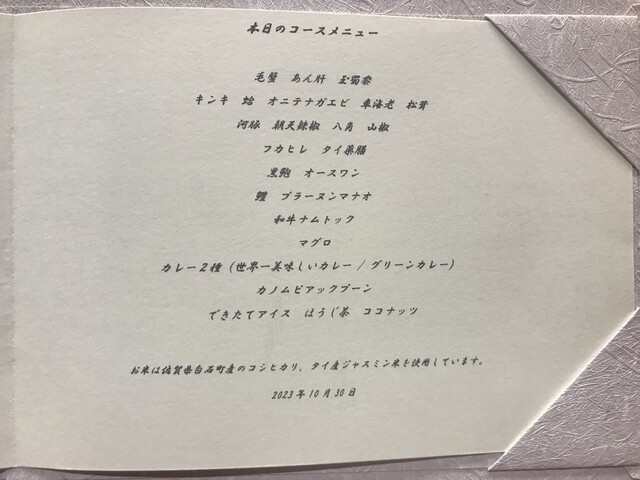 本日のコースメニュー
毛蟹 あん肝 玉蜀黍
キンキ 蛤 オニテナガエビ 車海老 松茸
河豚 朝天辣椒 八角 山椒
フカヒレ タイ薬膳
黒鮑 オースワン
鱧 プラーヌンマナオ
和牛ナムトック
マグロ
カレー2種 (世界一美味しいカレー / グリーンカレー)
カノムピアックプーン
できたてアイス ほうじ茶 ココナッツ
お米は佐賀県白石町産のコシヒカリ、タイ産ジャスミン米を使用しています。
2023年10月30日